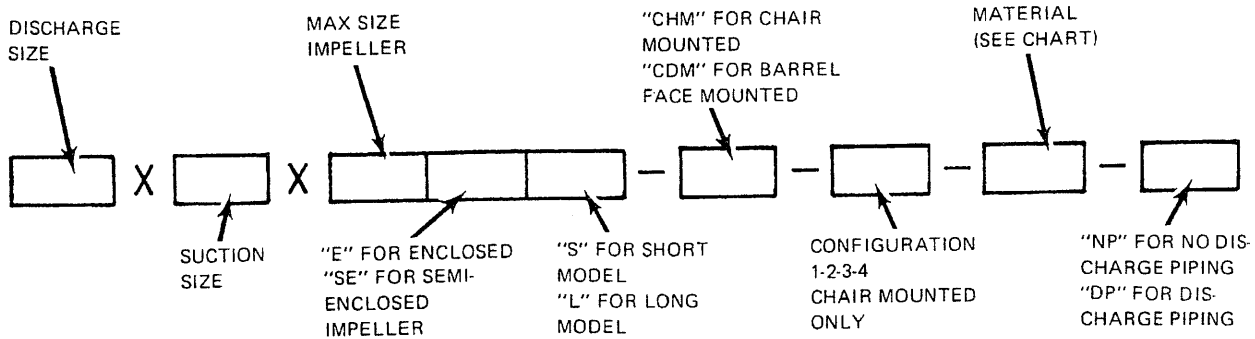 DISCHARGE
SIZE
MAX SIZE
IMPELLER
"CHM" FOR CHAIR
MOUNTED
"CDM" FOR BARREL
FACE MOUNTED
MATERIAL
(SEE CHART)
X
X
–
–
–
–
SUCTION
SIZE
"E" FOR ENCLOSED
"SE" FOR SEMI-
ENCLOSED
IMPELLER
"S" FOR SHORT
MODEL
"L" FOR LONG
MODEL
CONFIGURATION
1-2-3-4
CHAIR MOUNTED
ONLY
"NP" FOR NO DIS-
CHARGE PIPING
"DP" FOR DIS-
CHARGE PIPING